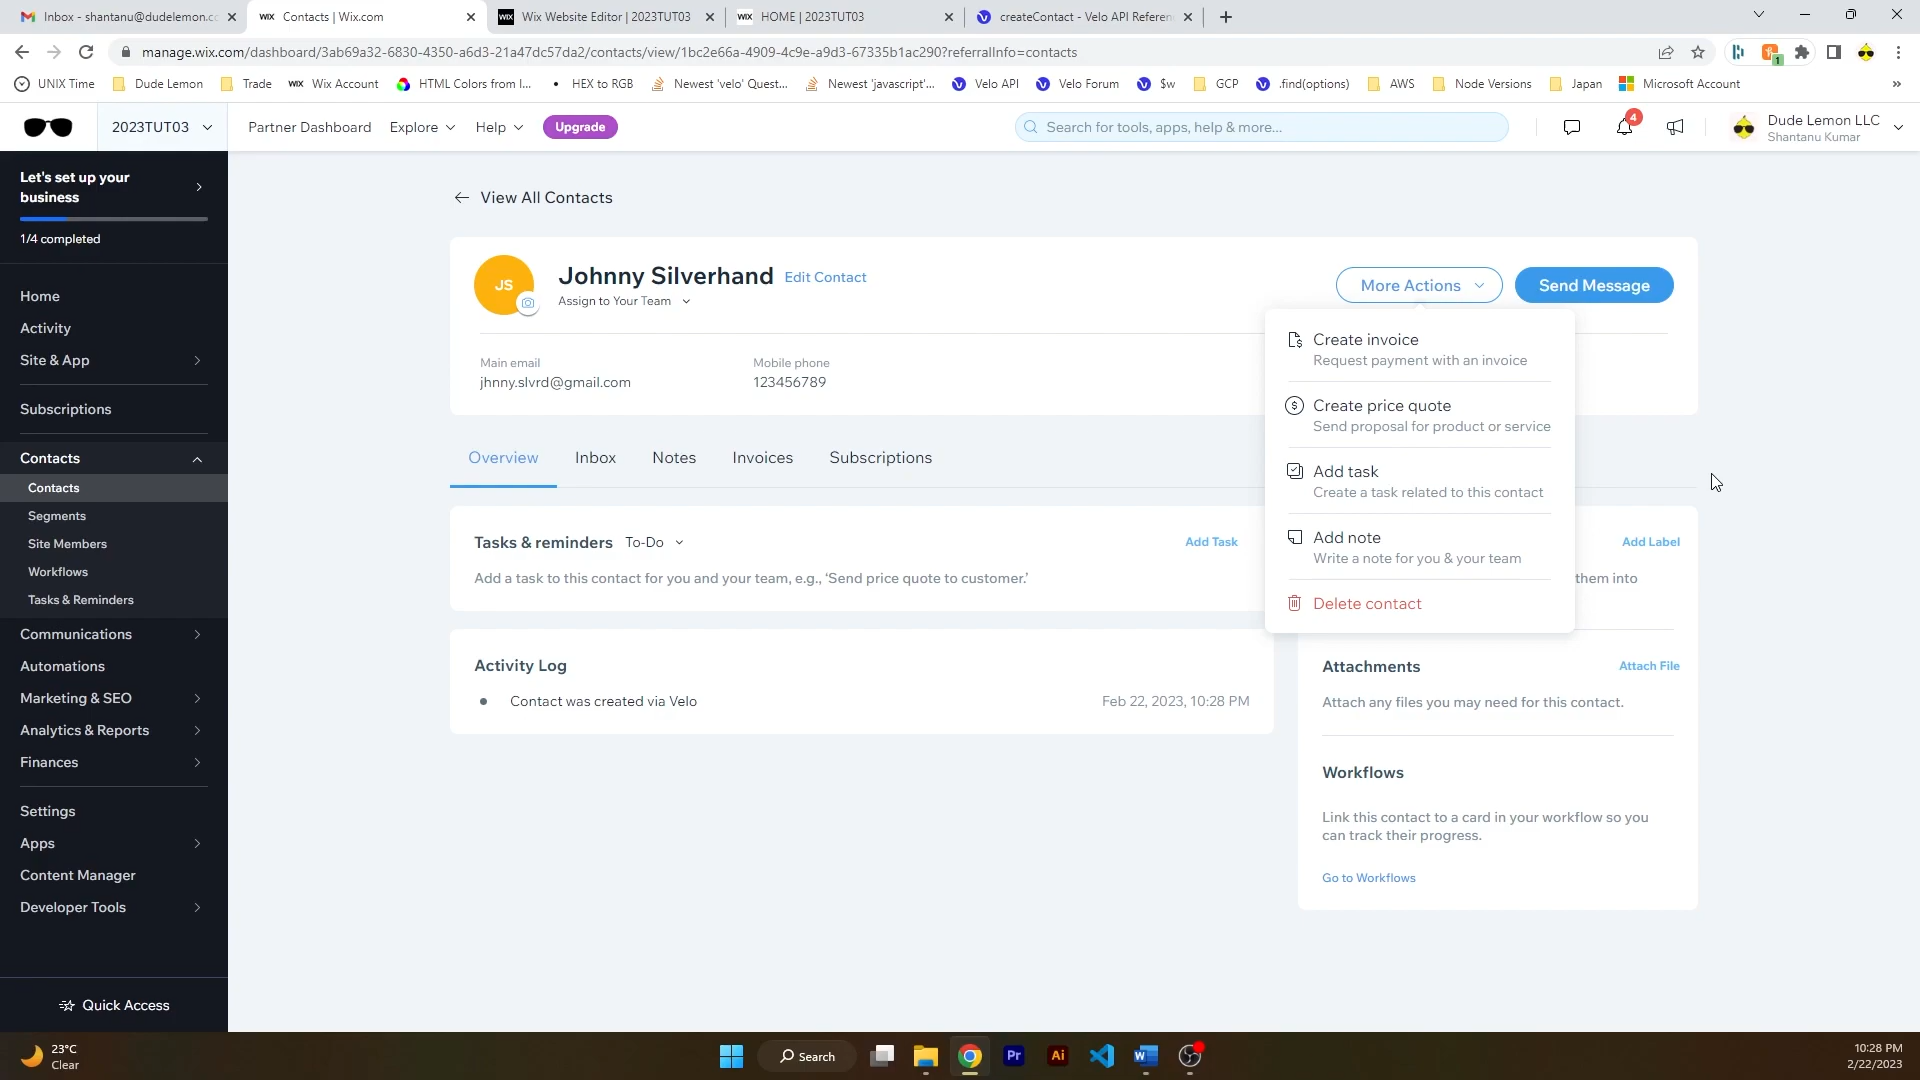 Inbox - shantanu@dudelemon.cc
Contacts | Wix.com
Wix Website Editor | 2023TUT03
HOME | 2023TUT03
createContact - Velo API Referen
manage.wix.com/dashboard/3ab69a32-6830-4350-a6d3-21a47dc57da2/contacts/view/1bc2e66a-4909-4c9e-a9d3-67335b1ac290?referralInfo=contacts
UNIX Time
Dude Lemon
Trade
Wix Account
HTML Colors from I...
HEX to RGB
Newest 'velo' Quest...
Newest 'javascript'...
Velo API
Velo Forum
$w
GCP
.find(options)
AWS
Node Versions
Japan
Microsoft Account
»
2023TUT03
Partner Dashboard
Explore
Help
Upgrade
Search for tools, apps, help & more...
4
Dude Lemon LLC
Shantanu Kumar
Let's set up your
business
1/4 completed
Home
Activity
Site & App
Subscriptions
Contacts
Contacts
Segments
Site Members
Workflows
Tasks & Reminders
Communications
Automations
Marketing & SEO
Analytics & Reports
Finances
Settings
Apps
Content Manager
Developer Tools
Quick Access
View All Contacts
JS
Johnny Silverhand
Edit Contact
Assign to Your Team
More Actions
Send Message
Main email
jhnny.slvrd@gmail.com
Mobile phone
123456789
Create invoice
Request payment with an invoice
Create price quote
Send proposal for product or service
Add task
Create a task related to this contact
Add note
Write a note for you & your team
Delete contact
Overview
Inbox
Notes
Invoices
Subscriptions
Tasks & reminders
To-Do
Add Task
Add a task to this contact for you and your team, e.g., 'Send price quote to customer.'
Add Label
them into
Activity Log
Contact was created via Velo
Feb 22, 2023, 10:28 PM
Attachments
Attach File
Attach any files you may need for this contact.
Workflows
Link this contact to a card in your workflow so you
can track their progress.
Go to Workflows
23°C
Clear
Search
Pr
Ai
10:28 PM
2/22/2023